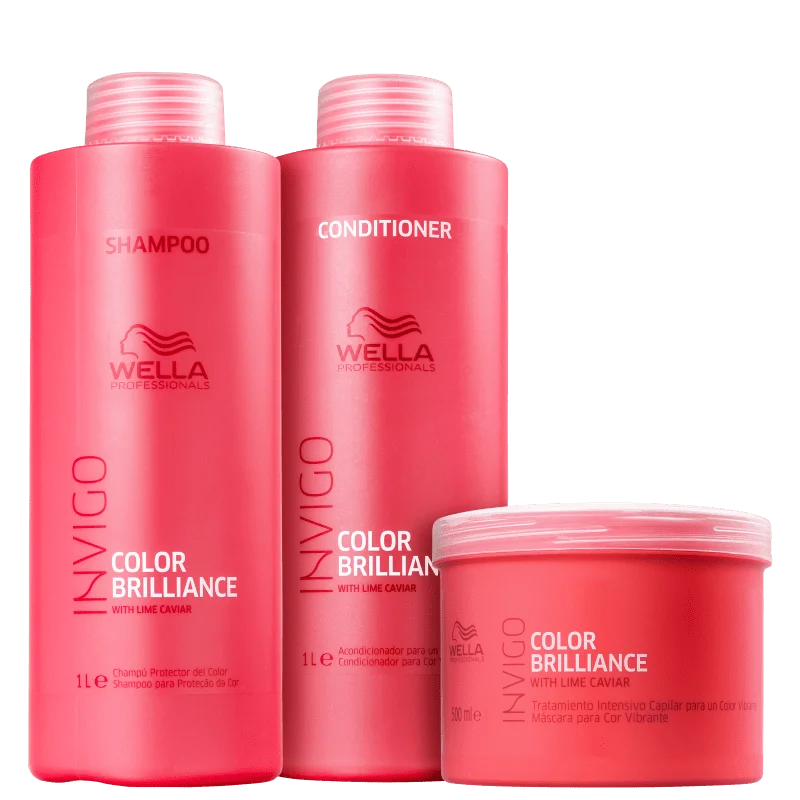 SHAMPOO
WELLA
PROFESSIONALS
INVIGO
COLOR
BRILLIANCE
WITH LIME CAVIAR
1L e
Champú Protector del Color
Shampoo para Proteção da Cor
CONDITIONER
WELLA
PROFESSIONALS
INVIGO
COLOR
BRILLIAN
WITH LIME CAVIAR
1L e
Acondicionador para un
Condicionador para Cor
WELLA
PROFESSIONALS
INVIGO
COLOR
BRILLIANCE
WITH LIME CAVIAR
500 ml e
Tratamiento Intensivo Capilar para un Color
Máscara para Cor Vibrante